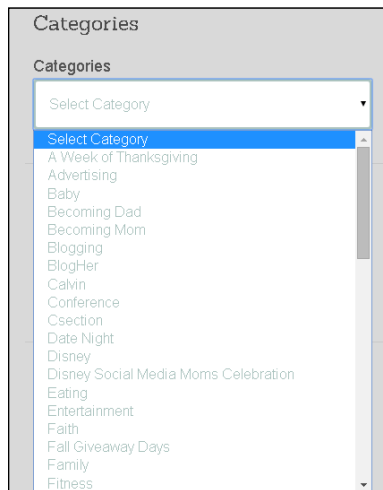 Categories
Categories
Select Category
Select Category
A Week of Thanksgiving
Advertising
Baby
Becoming Dad
Becoming Mom
Blogging
BlogHer
Calvin
Conference
Csection
Date Night
Disney
Disney Social Media Moms Celebration
Eating
Entertainment
Faith
Fall Giveaway Days
Family
Fitness